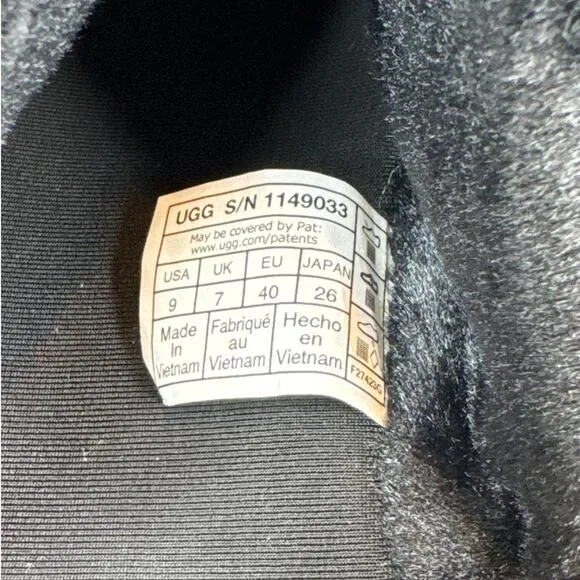 UGG S/N 1149033
May be covered by Pat:
www.ugg.com/patents
USA UK EU JAPAN
9 7 40 26
Made In Vietnam
Fabriqué au Vietnam
Hecho en Vietnam
F27423G